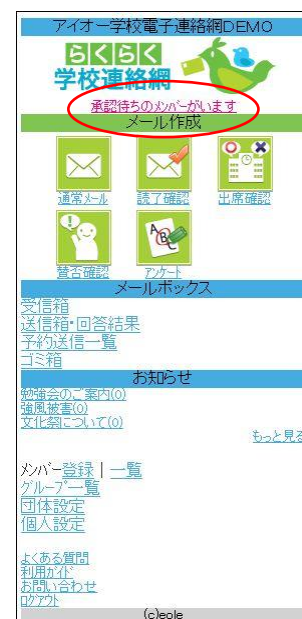 アイオー学校電子連絡網DEMO
らくらく
学校連絡網
承認待ちのメンバーがいます
メール作成
通常メール 読了確認 出席確認
賛否確認 アンケート
メールボックス
受信箱
送信箱・回答結果
予約送信一覧
ゴミ箱
お知らせ
勉強会のご案内(0)
強風被害(0)
文化祭について(0)
もっと見る
メンバー登録 | 一覧
グループ一覧
団体設定
個人設定
よくある質問
利用ガイド
お問い合わせ
ログアウト
(c)eole